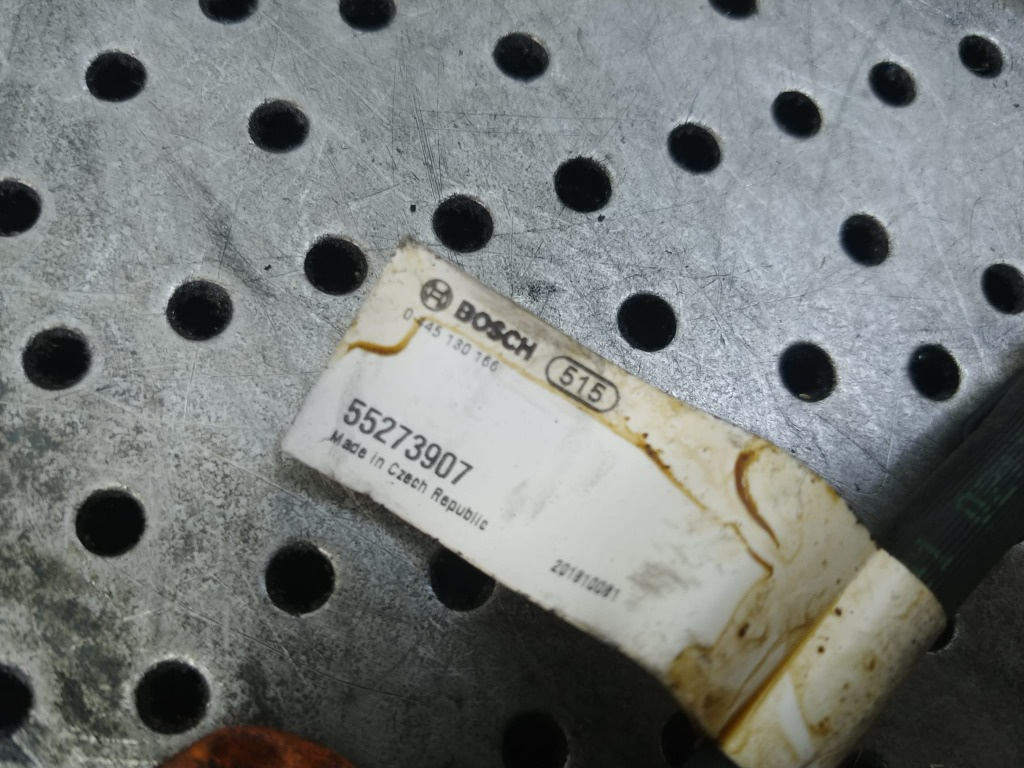 BOSCH 515
0 445 130 166
55273907
Made in Czech Republic
201810081